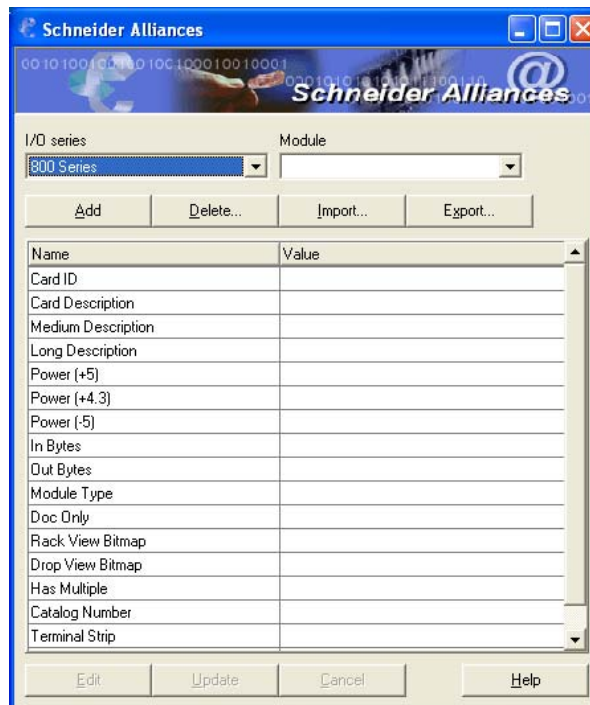 Schneider Alliances
Schneider Alliances
I/O series Module
800 Series
Add Delete... Import... Export...
Name Value
Card ID
Card Description
Medium Description
Long Description
Power (+5)
Power (+4.3)
Power (-5)
In Bytes
Out Bytes
Module Type
Doc Only
Rack View Bitmap
Drop View Bitmap
Has Multiple
Catalog Number
Terminal Strip
Edit Update Cancel Help